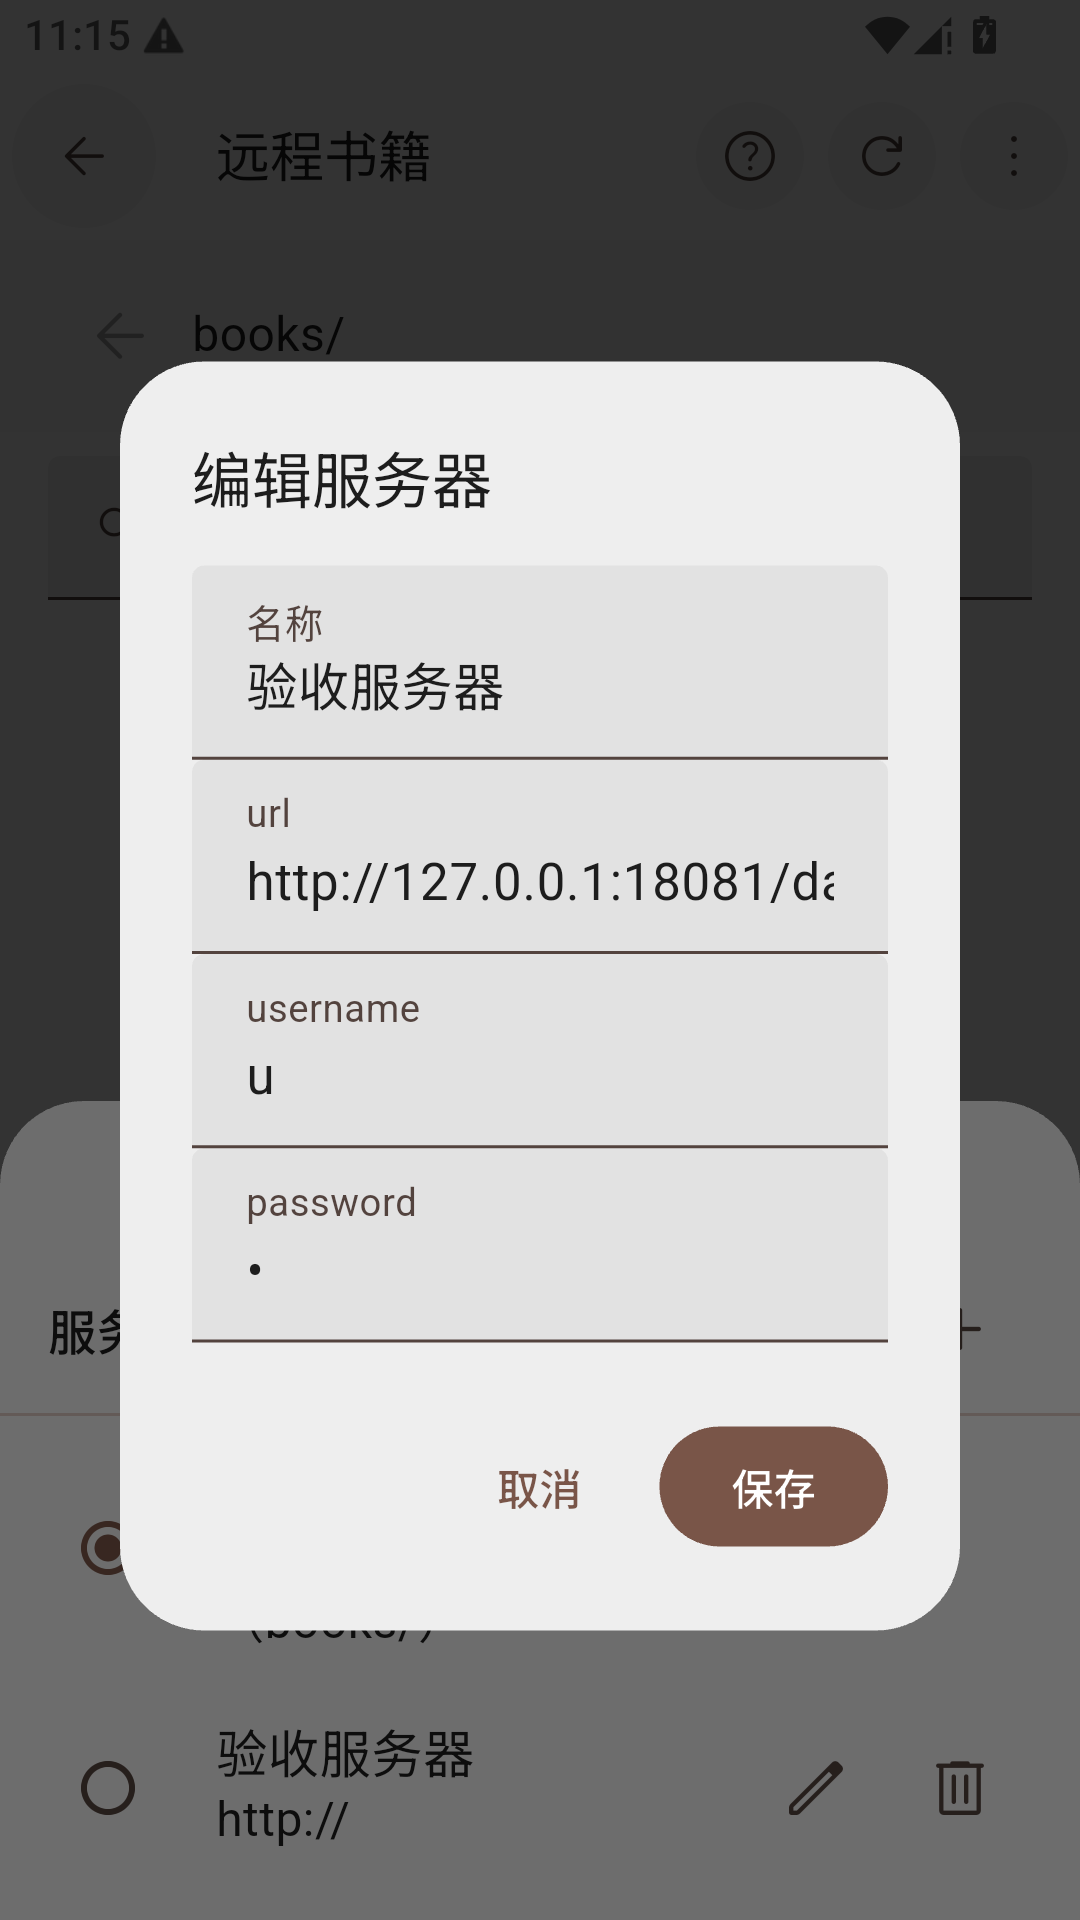 11:15
远程书籍
books/
编辑服务器
名称
验收服务器
url
http://127.0.0.1:18081/da
username
u
password
•
服务
取消
保存
(books/)
验收服务器
http://